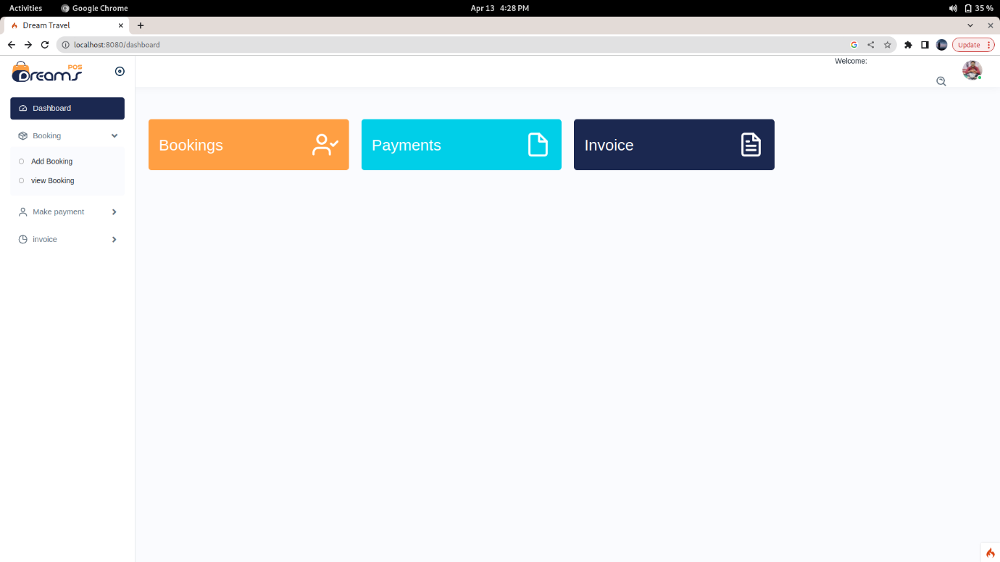 Activities
Google Chrome
Apr 13 4:28 PM
35 %
Dream Travel
localhost:8080/dashboard
Update
POS
Dreams
Welcome:
Dashboard
Booking
Add Booking
view Booking
Make payment
invoice
Bookings
Payments
Invoice